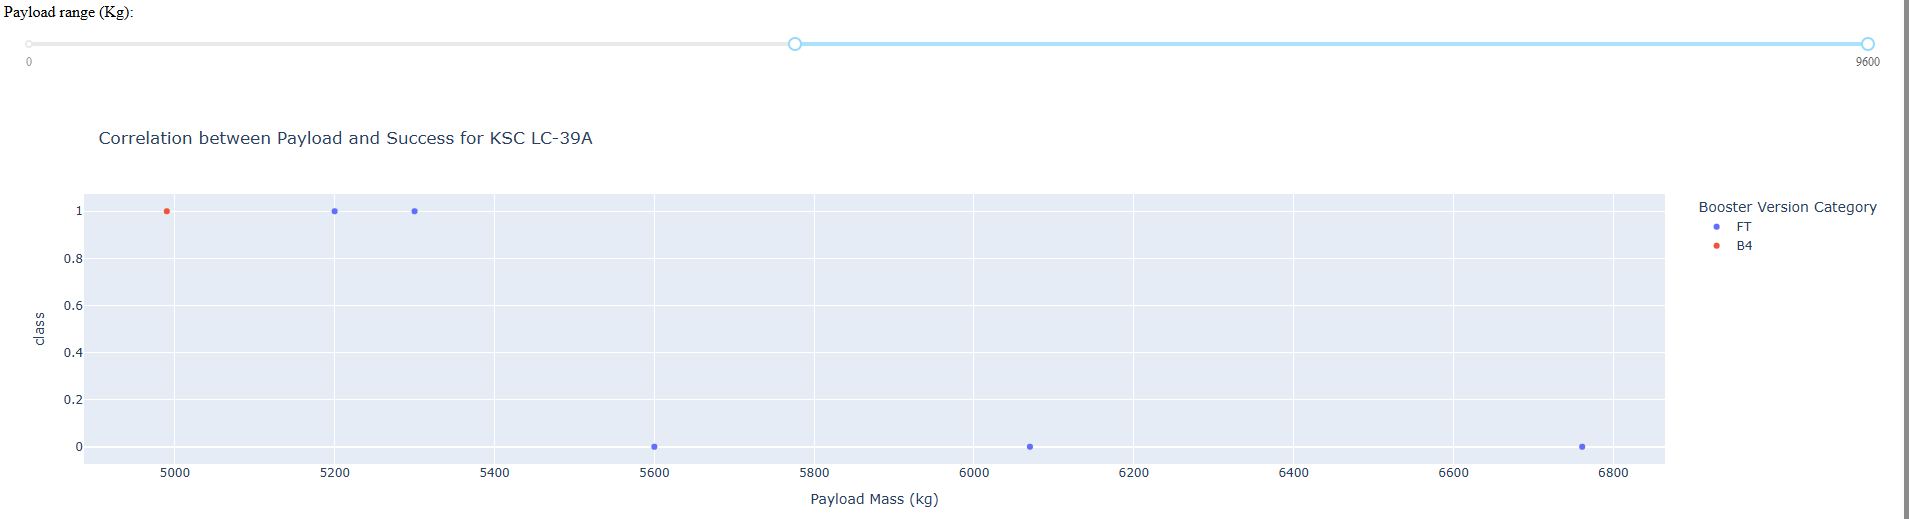 Payload range (Kg):
0
9600
Correlation between Payload and Success for KSC LC-39A
Booster Version Category
FT
B4
1
0.8
0.6
0.4
0.2
0
class
5000 5200 5400 5600 5800 6000 6200 6400 6600 6800
Payload Mass (kg)